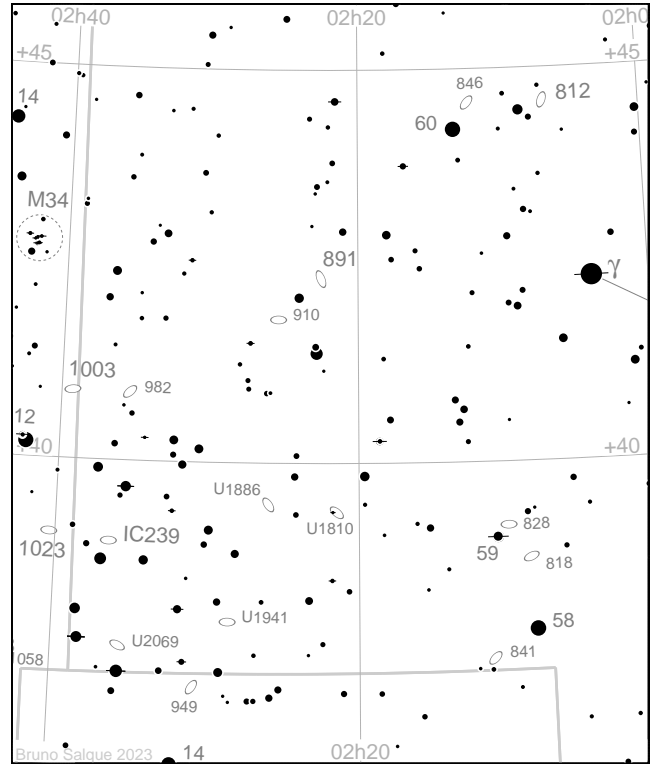 02h40
02h20
02h0
+45
+45
846
812
14
60
M34
891
γ
910
1003
982
12
+40
+40
U1886
U1810
828
IC239
1023
59
818
U1941
58
U2069
841
058
949
Bruno Salque 2023
14
02h20